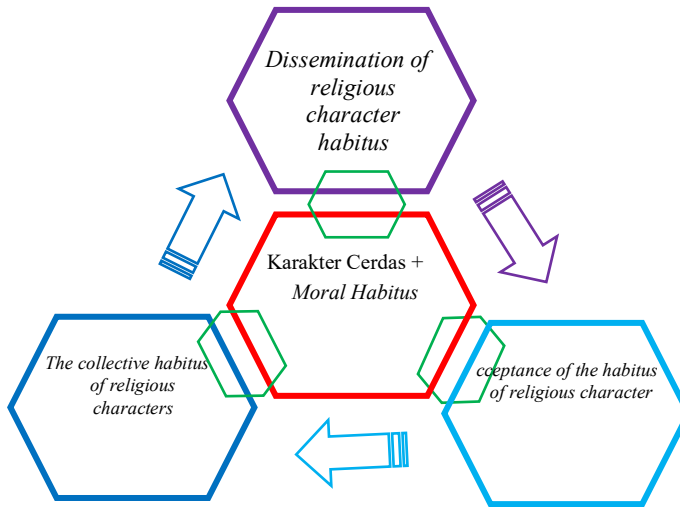 Dissemination of
religious
character
habitus
Karakter Cerdas +
Moral Habitus
The collective habitus
of religious
characters
cceptance of the habitus
of religious character